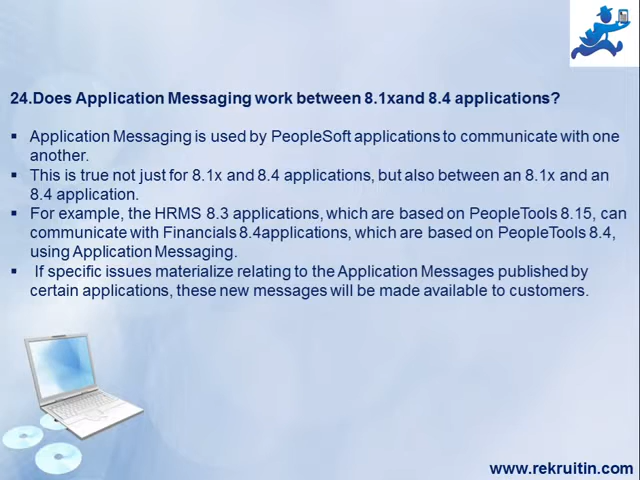 24.Does Application Messaging work between 8.1xand 8.4 applications?
▪ Application Messaging is used by PeopleSoft applications to communicate with one
another.
▪ This is true not just for 8.1x and 8.4 applications, but also between an 8.1x and an
8.4 application.
▪ For example, the HRMS 8.3 applications, which are based on PeopleTools 8.15, can
communicate with Financials 8.4applications, which are based on PeopleTools 8.4,
using Application Messaging.
▪ If specific issues materialize relating to the Application Messages published by
certain applications, these new messages will be made available to customers.
www.rekruitin.com